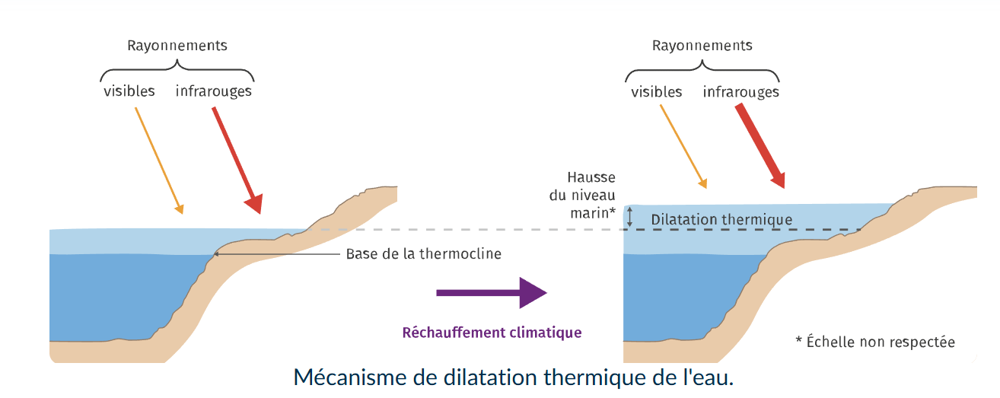 Rayonnements
visibles
infrarouges
Base de la thermocline
Réchauffement climatique
Rayonnements
visibles
infrarouges
Hausse
du niveau
marin*
Dilatation thermique
* Échelle non respectée
Mécanisme de dilatation thermique de l'eau.